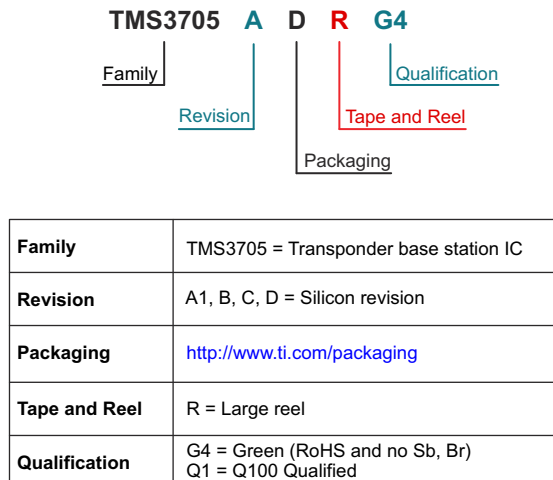 TMS3705 A D R G4
Family
Qualification
Revision
Tape and Reel
Packaging
Family
TMS3705 = Transponder base station IC
Revision
A1, B, C, D = Silicon revision
Packaging
http://www.ti.com/packaging
Tape and Reel
R = Large reel
Qualification
G4 = Green (RoHS and no Sb, Br)
Q1 = Q100 Qualified